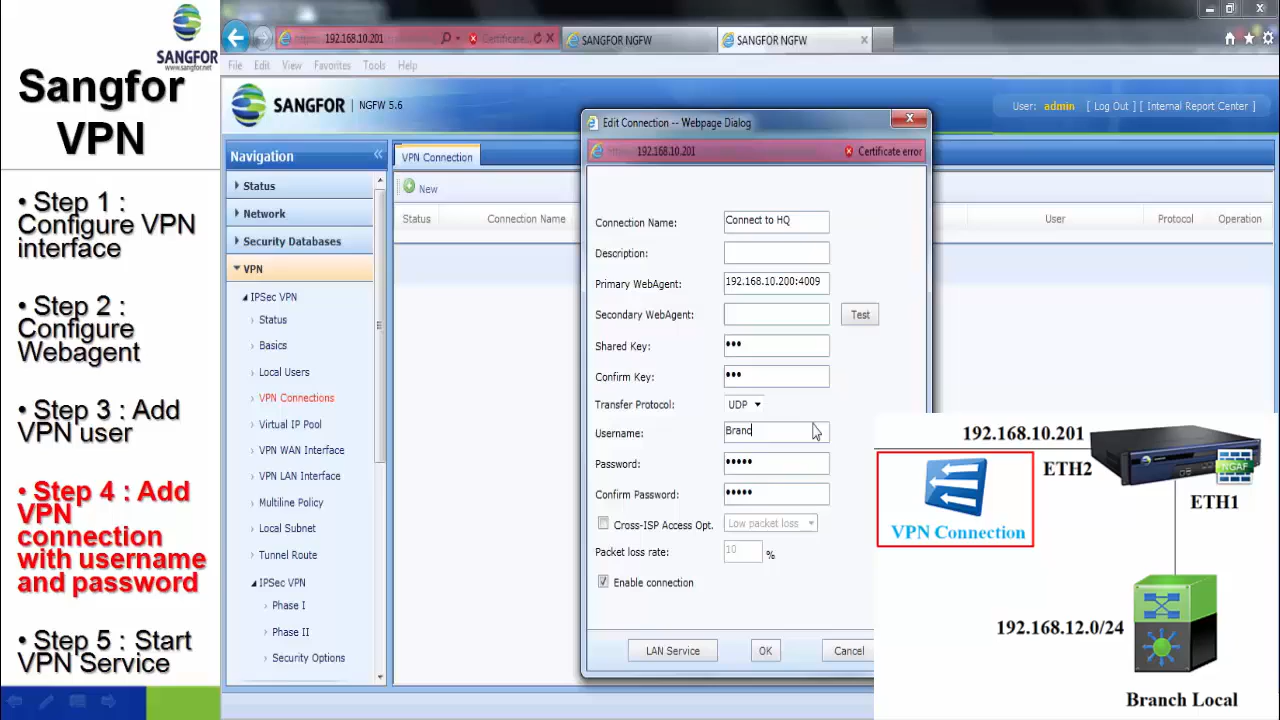 SANGFOR
www.sangfor.net
Sangfor
VPN
• Step 1 :
Configure VPN
interface
• Step 2 :
Configure
Webagent
• Step 3 : Add
VPN user
• Step 4 : Add
VPN
connection
with username
and password
• Step 5 : Start
VPN Service
192.168.10.201
Certificate...
SANGFOR NGFW
SANGFOR NGFW
File Edit View Favorites Tools Help
SANGFOR | NGFW 5.6
User: admin [ Log Out ] [ Internal Report Center ]
Navigation
Status
Network
Security Databases
VPN
IPSec VPN
Status
Basics
Local Users
VPN Connections
Virtual IP Pool
VPN WAN Interface
VPN LAN Interface
Multiline Policy
Local Subnet
Tunnel Route
IPSec VPN
Phase I
Phase II
Security Options
VPN Connection
New
Status Connection Name User Protocol Operation
Edit Connection -- Webpage Dialog
192.168.10.201 Certificate error
Connection Name: Connect to HQ
Description:
Primary WebAgent: 192.168.10.200:4009
Secondary WebAgent: Test
Shared Key: •••
Confirm Key: •••
Transfer Protocol: UDP
Username: Branc
Password: •••••
Confirm Password: •••••
Cross-ISP Access Opt. Low packet loss
Packet loss rate: 10 %
Enable connection
LAN Service OK Cancel
192.168.10.201
ETH2
NGAF
ETH1
VPN Connection
192.168.12.0/24
Branch Local